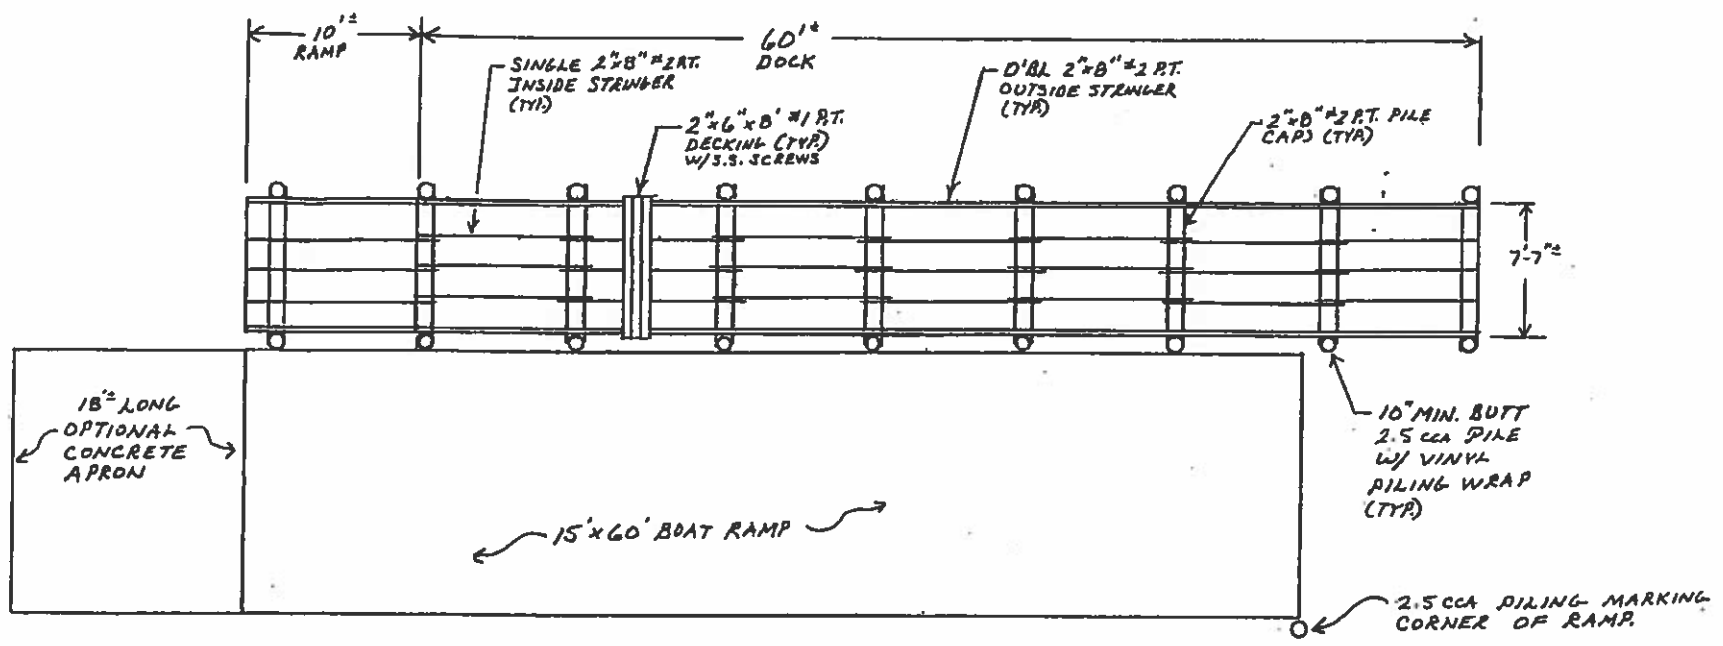 10'±
RAMP
60'±
DOCK
SINGLE 2"x8" #2 P.T.
INSIDE STRINGER
(TYP.)
2"x6"x8' #1 P.T.
DECKING (TYP.)
W/S.S. SCREWS
D'BL 2"x8" #2 P.T.
OUTSIDE STRINGER
(TYP.)
2"x8" #2 P.T. PILE
CAPS (TYP.)
7'-7"±
18'± LONG
OPTIONAL
CONCRETE
APRON
15'x60' BOAT RAMP
10" MIN. BUTT
2.5 CCA PILE
W/ VINYL
PILING WRAP
(TYP.)
2.5 CCA PILING MARKING
CORNER OF RAMP.